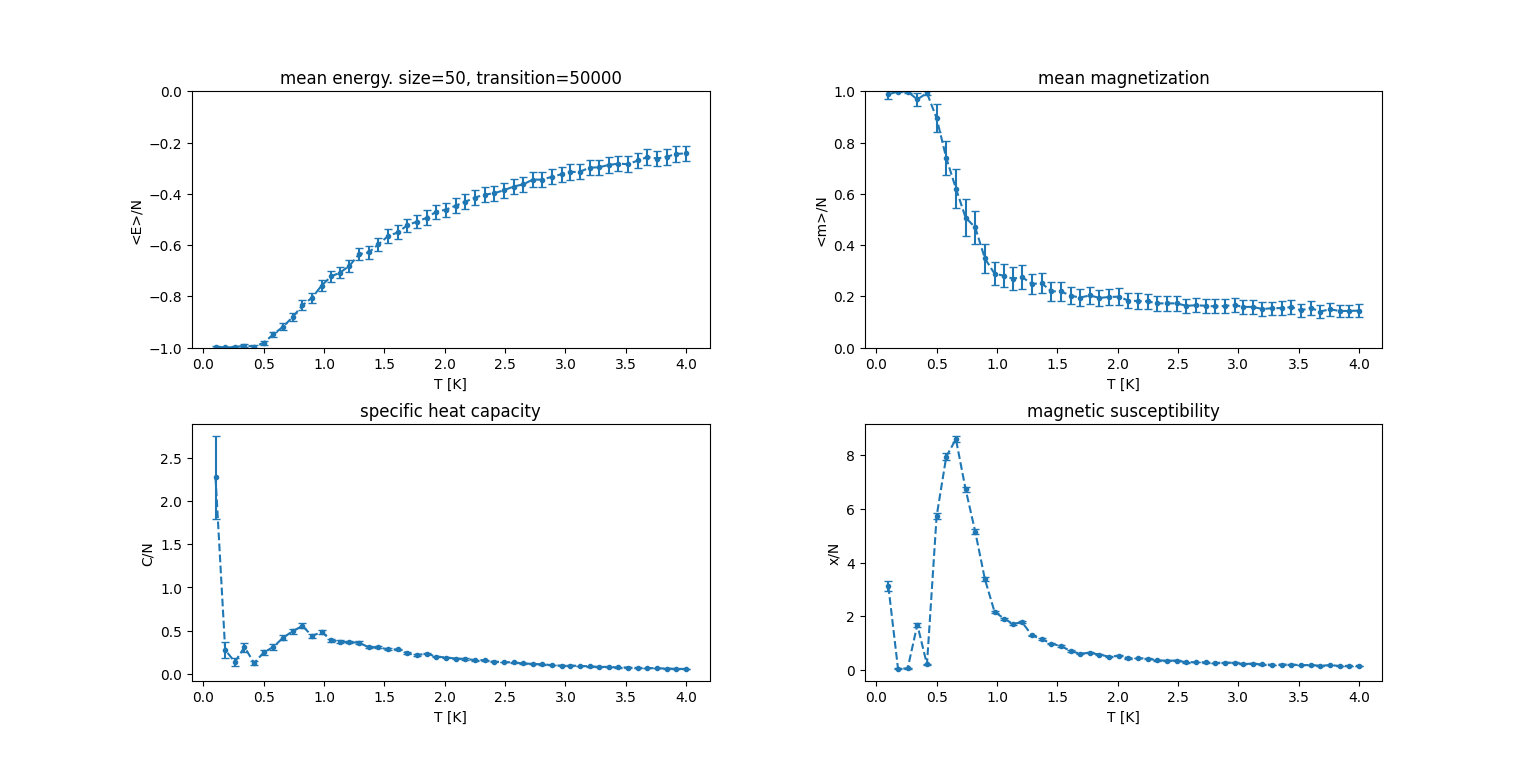 mean energy. size=50, transition=50000
0.0
−0.2
−0.4
−0.6
−0.8
−1.0
<E>/N
0.0 0.5 1.0 1.5 2.0 2.5 3.0 3.5 4.0
T [K]
mean magnetization
1.0
0.8
0.6
0.4
0.2
0.0
<m>/N
0.0 0.5 1.0 1.5 2.0 2.5 3.0 3.5 4.0
T [K]
specific heat capacity
2.5
2.0
1.5
1.0
0.5
0.0
C/N
0.0 0.5 1.0 1.5 2.0 2.5 3.0 3.5 4.0
T [K]
magnetic susceptibility
8
6
4
2
0
x/N
0.0 0.5 1.0 1.5 2.0 2.5 3.0 3.5 4.0
T [K]